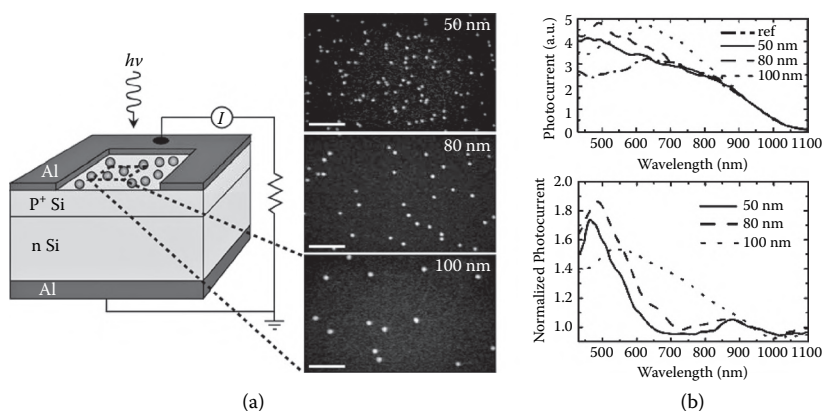 50 nm
hν
I
Al
P+ Si
n Si
Al
80 nm
100 nm
(a)
Photocurrent (a.u.)
5
4
3
2
1
0
ref
50 nm
80 nm
100 nm
500 600 700 800 900 1000 1100
Wavelength (nm)
Normalized Photocurrent
2.0
1.8
1.6
1.4
1.2
1.0
50 nm
80 nm
100 nm
500 600 700 800 900 1000 1100
Wavelength (nm)
(b)